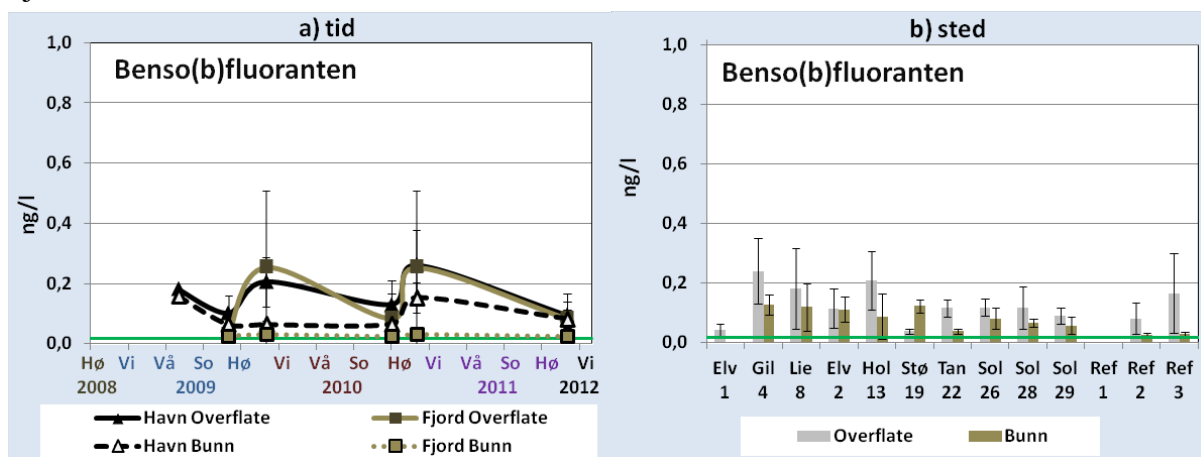 a) tid
Benso(b)fluoranten
1,0
0,8
0,6
0,4
0,2
0,0
ng/l
Hø Vi Vå So Hø Vi Vå So Hø Vi Vå So Hø Vi
2008 2009 2010 2011 2012
Havn Overflate Fjord Overflate
Havn Bunn Fjord Bunn
b) sted
Benso(b)fluoranten
1,0
0,8
0,6
0,4
0,2
0,0
ng/l
Elv Gil Lie Elv Hol Stø Tan Sol Sol Sol Ref Ref Ref
1 4 8 2 13 19 22 26 28 29 1 2 3
Overflate Bunn